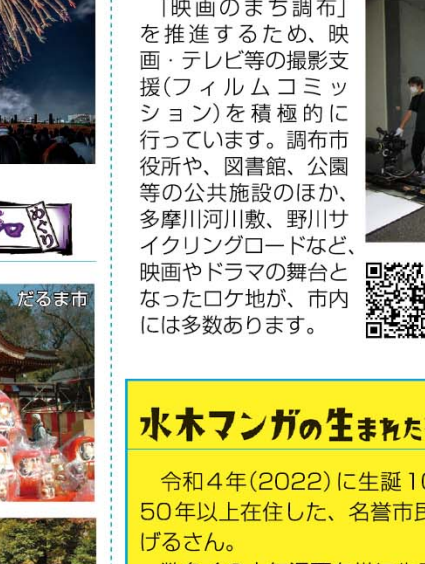 「映画のまち調布」
を推進するため、映
画・テレビ等の撮影支
援(フィルムコミッ
ション)を積極的に
行っています。調布市
役所や、図書館、公園
等の公共施設のほか、
多摩川河川敷、野川サ
イクリングロードなど、
映画やドラマの舞台と
なったロケ地が、市内
には多数あります。
めぐり
だるま市
水木マンガの生まれた
令和4年(2022)に生誕10
50年以上在住した、名誉市民
げるさん。